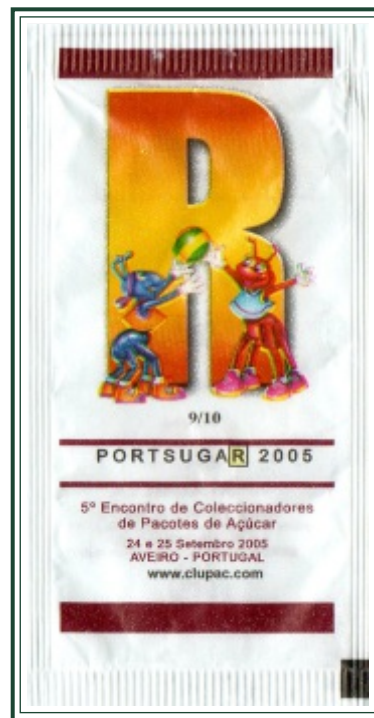 R
9/10
PORTSUGAR 2005
5º Encontro de Coleccionadores
de Pacotes de Açúcar
24 e 25 Setembro 2005
AVEIRO - PORTUGAL
www.clupac.com